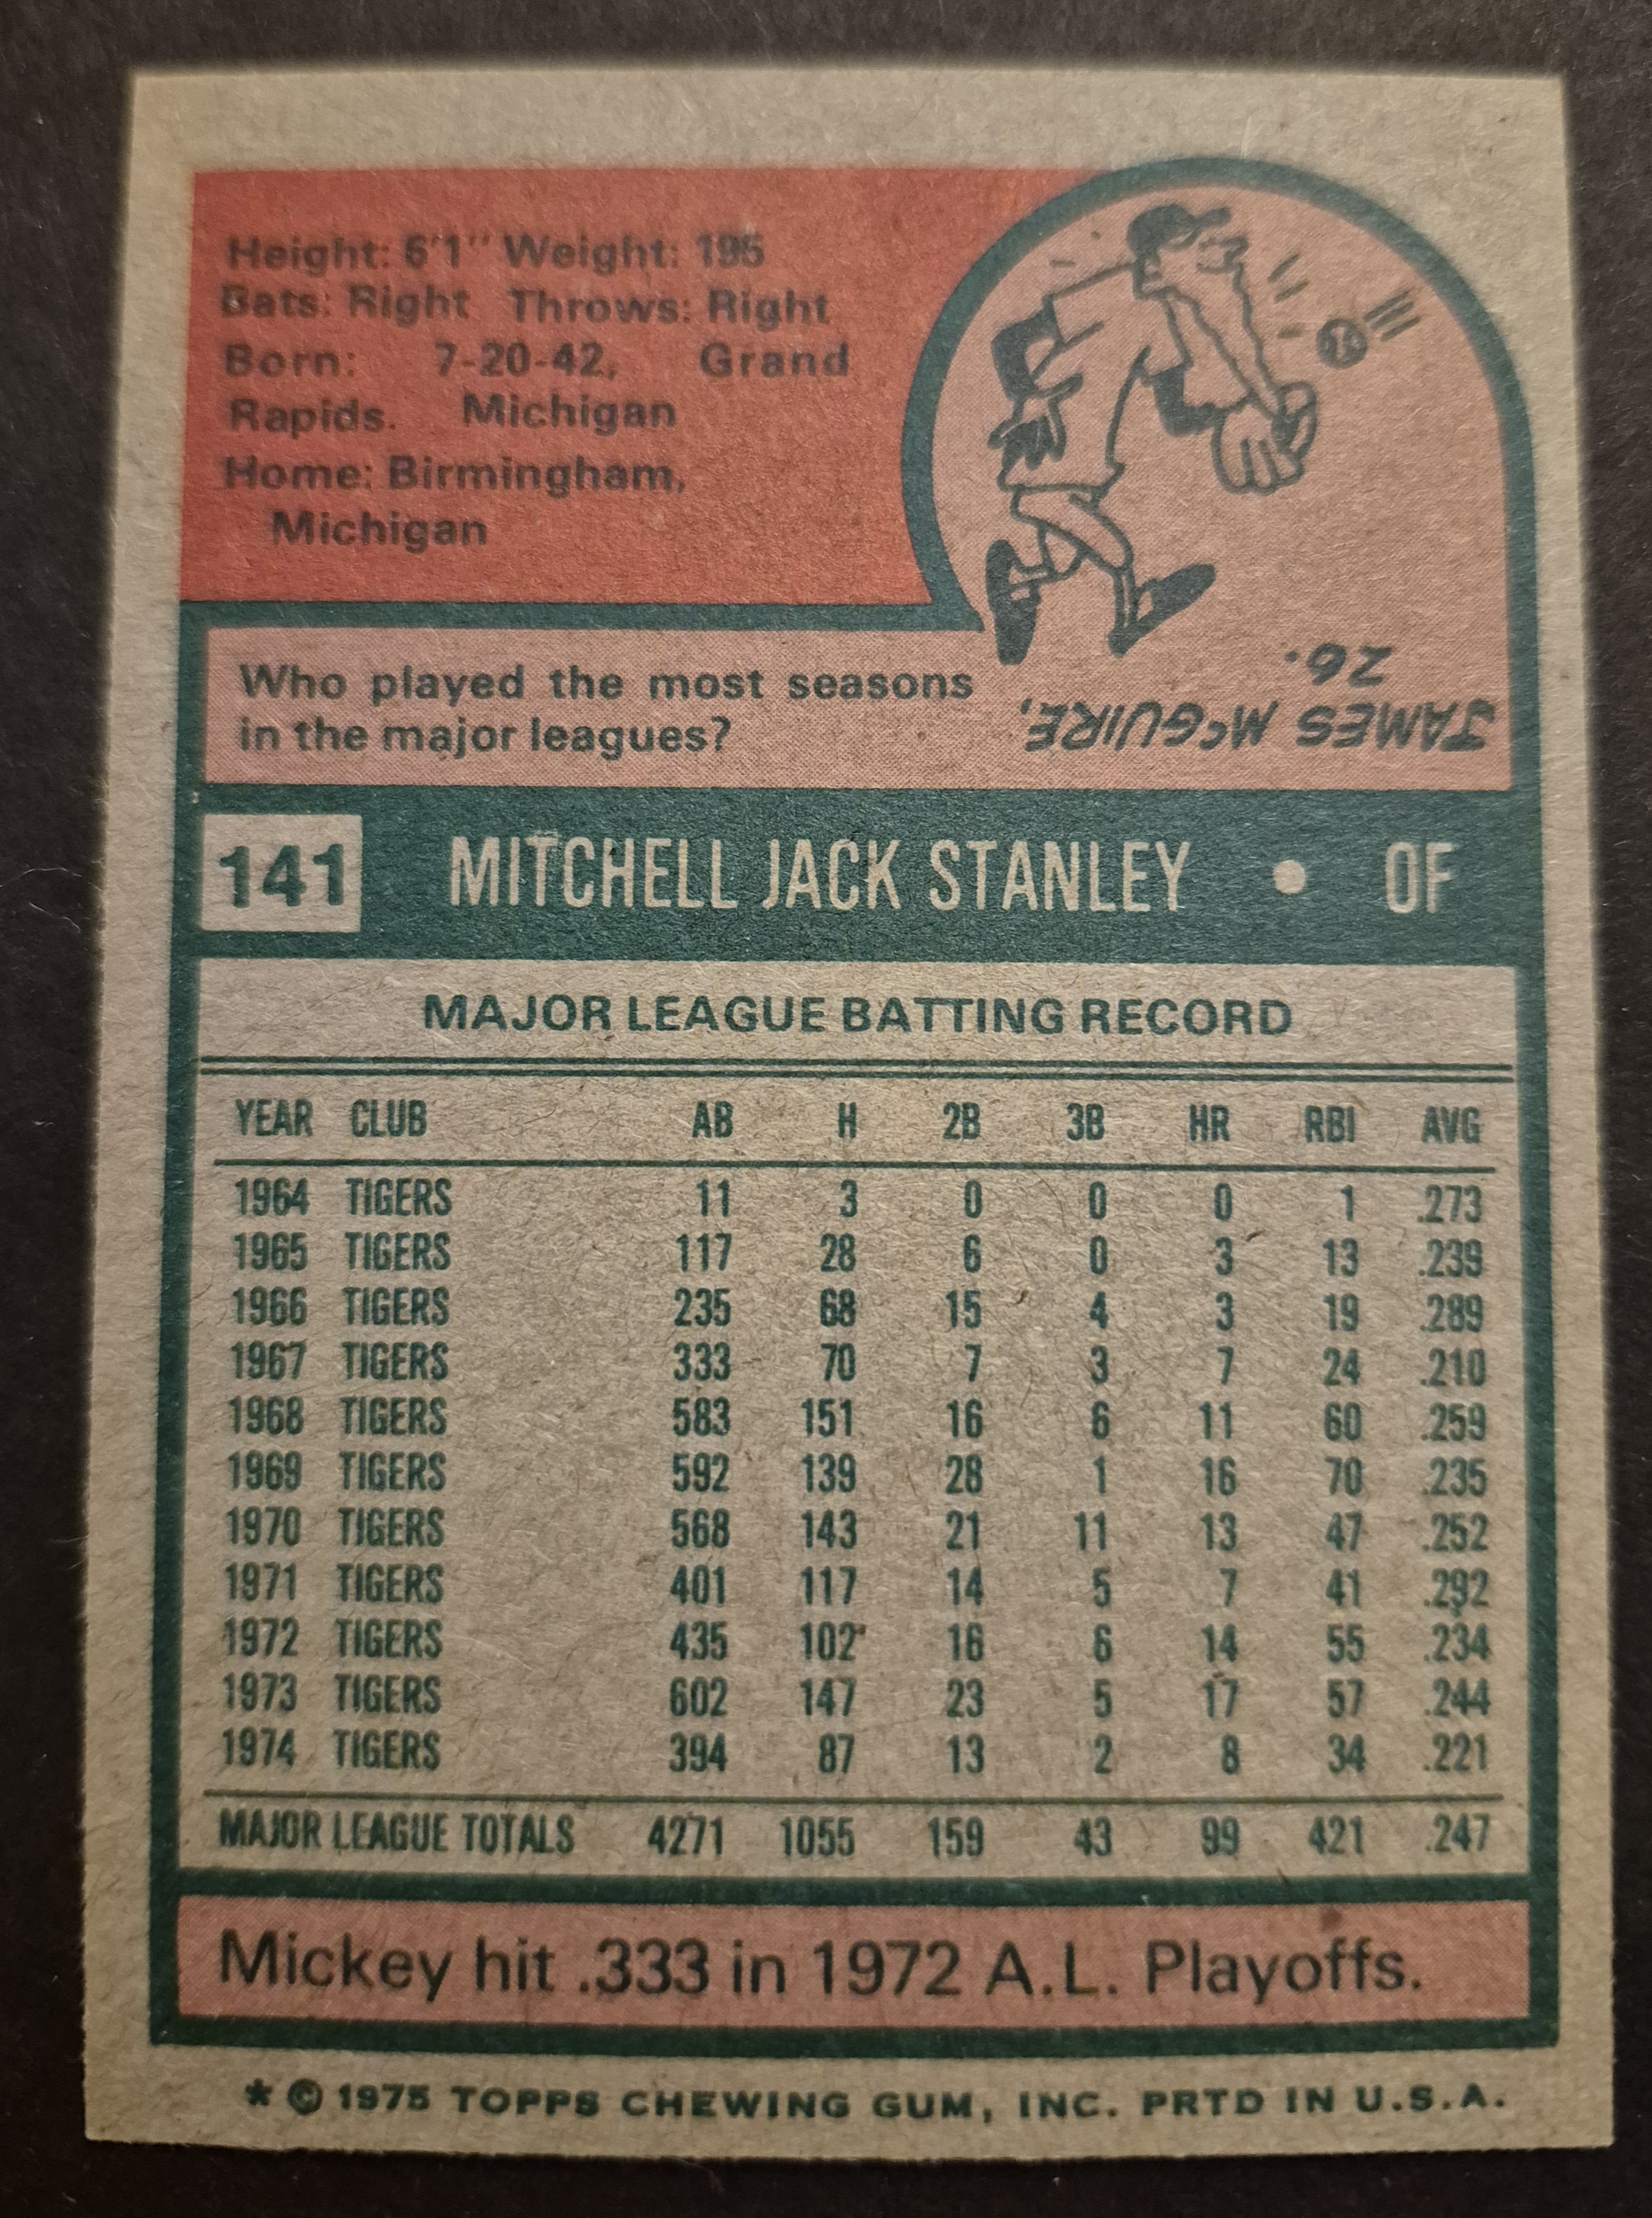 Height: 6'1" Weight: 195
Bats: Right Throws: Right
Born: 7-20-42, Grand
Rapids. Michigan
Home: Birmingham,
Michigan
Who played the most seasons
in the major leagues?
JAMES McGUIRE,
26.
141 MITCHELL JACK STANLEY • OF
MAJOR LEAGUE BATTING RECORD
YEAR CLUB AB H 2B 3B HR RBI AVG
1964 TIGERS 11 3 0 0 0 1 .273
1965 TIGERS 117 28 6 0 3 13 .239
1966 TIGERS 235 68 15 4 3 19 .289
1967 TIGERS 333 70 7 3 7 24 .210
1968 TIGERS 583 151 16 6 11 60 .259
1969 TIGERS 592 139 28 1 16 70 .235
1970 TIGERS 568 143 21 11 13 47 .252
1971 TIGERS 401 117 14 5 7 41 .292
1972 TIGERS 435 102 16 6 14 55 .234
1973 TIGERS 602 147 23 5 17 57 .244
1974 TIGERS 394 87 13 2 8 34 .221
MAJOR LEAGUE TOTALS 4271 1055 159 43 99 421 .247
Mickey hit .333 in 1972 A.L. Playoffs.
* © 1975 TOPPS CHEWING GUM, INC. PRTD IN U.S.A.